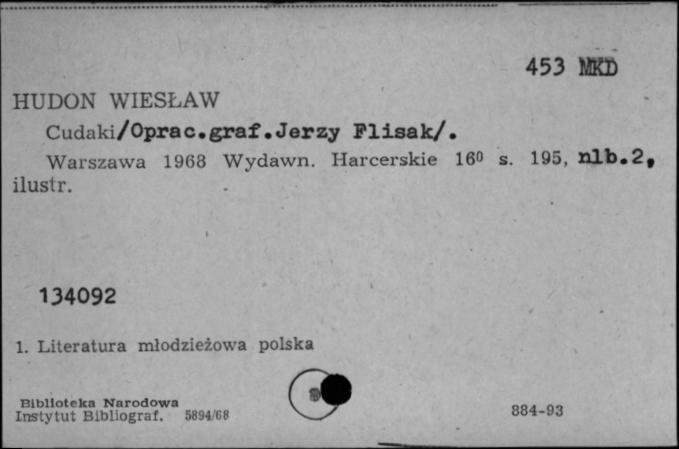 453 MKD
HUDON WIESŁAW
Cudaki/Oprac.graf.Jerzy Flisak/.
Warszawa 1968 Wydawn. Harcerskie 16⁰ s. 195, nlb.2,
ilustr.
134092
1. Literatura młodzieżowa polska
Biblioteka Narodowa
Instytut Bibliograf. 5894/68
884-93